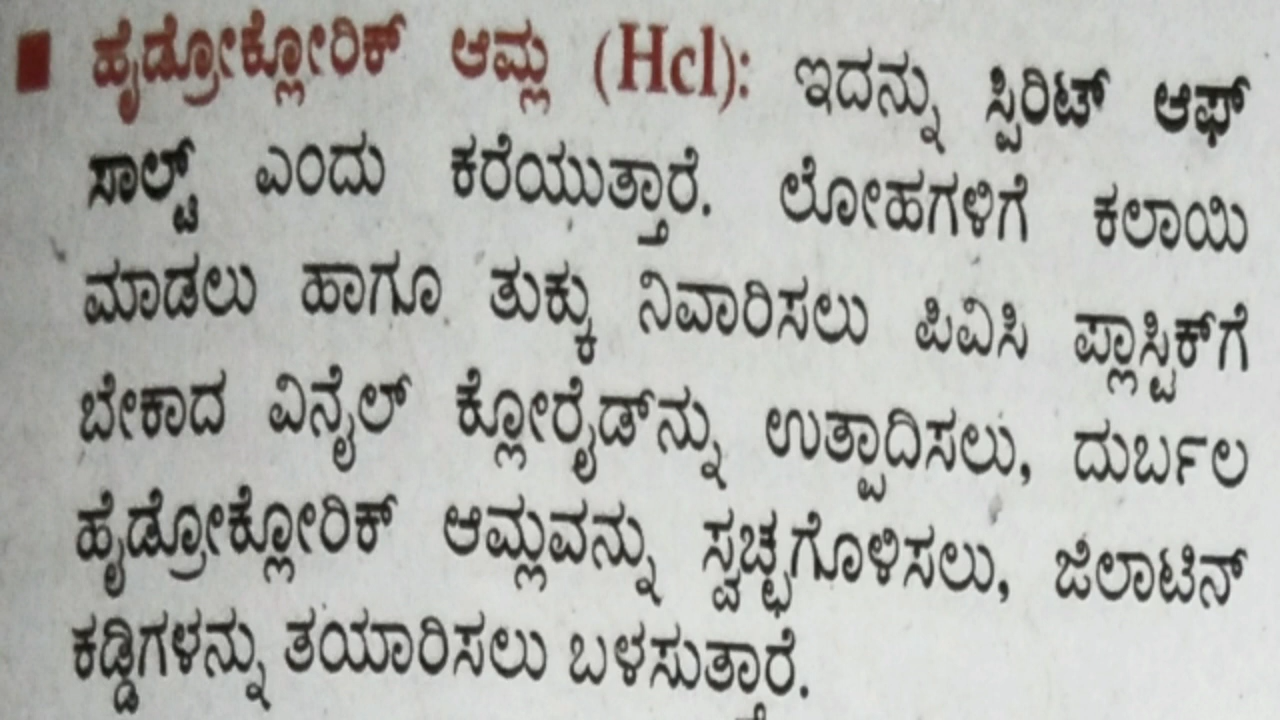 ■ ಹೈಡ್ರೋಕ್ಲೋರಿಕ್ ಆಮ್ಲ (Hcl): ಇದನ್ನು ಸ್ಪಿರಿಟ್ ಆಫ್
ಸಾಲ್ಟ್ ಎಂದು ಕರೆಯುತ್ತಾರೆ. ಲೋಹಗಳಿಗೆ ಕಲಾಯಿ
ಮಾಡಲು ಹಾಗೂ ತುಕ್ಕು ನಿವಾರಿಸಲು ಪಿವಿಸಿ ಪ್ಲಾಸ್ಟಿಕ್‌ಗೆ
ಬೇಕಾದ ವಿನೈಲ್ ಕ್ಲೋರೈಡ್‌ನ್ನು ಉತ್ಪಾದಿಸಲು, ದುರ್ಬಲ
ಹೈಡ್ರೋಕ್ಲೋರಿಕ್ ಆಮ್ಲವನ್ನು ಸ್ವಚ್ಛಗೊಳಿಸಲು, ಜಿಲಾಟಿನ್
ಕಡ್ಡಿಗಳನ್ನು ತಯಾರಿಸಲು ಬಳಸುತ್ತಾರೆ.